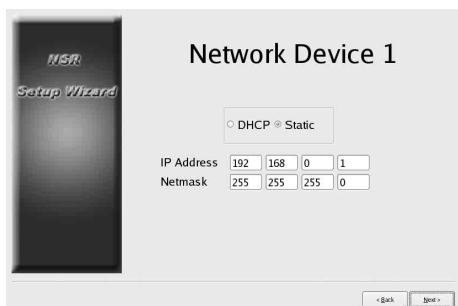 NSR
Setup Wizard
Network Device 1
DHCP Static
IP Address 192 168 0 1
Netmask 255 255 255 0
< Back Next >